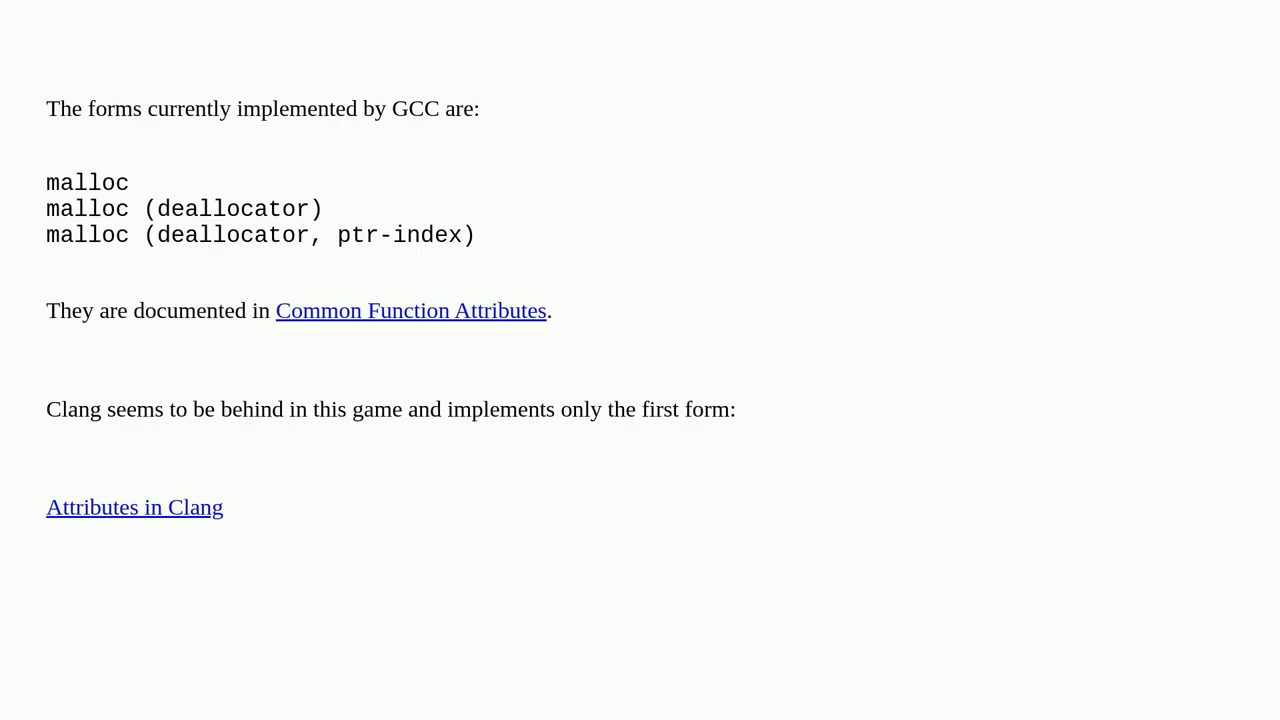 The forms currently implemented by GCC are:
malloc
malloc (deallocator)
malloc (deallocator, ptr-index)
They are documented in Common Function Attributes.
Clang seems to be behind in this game and implements only the first form:
Attributes in Clang